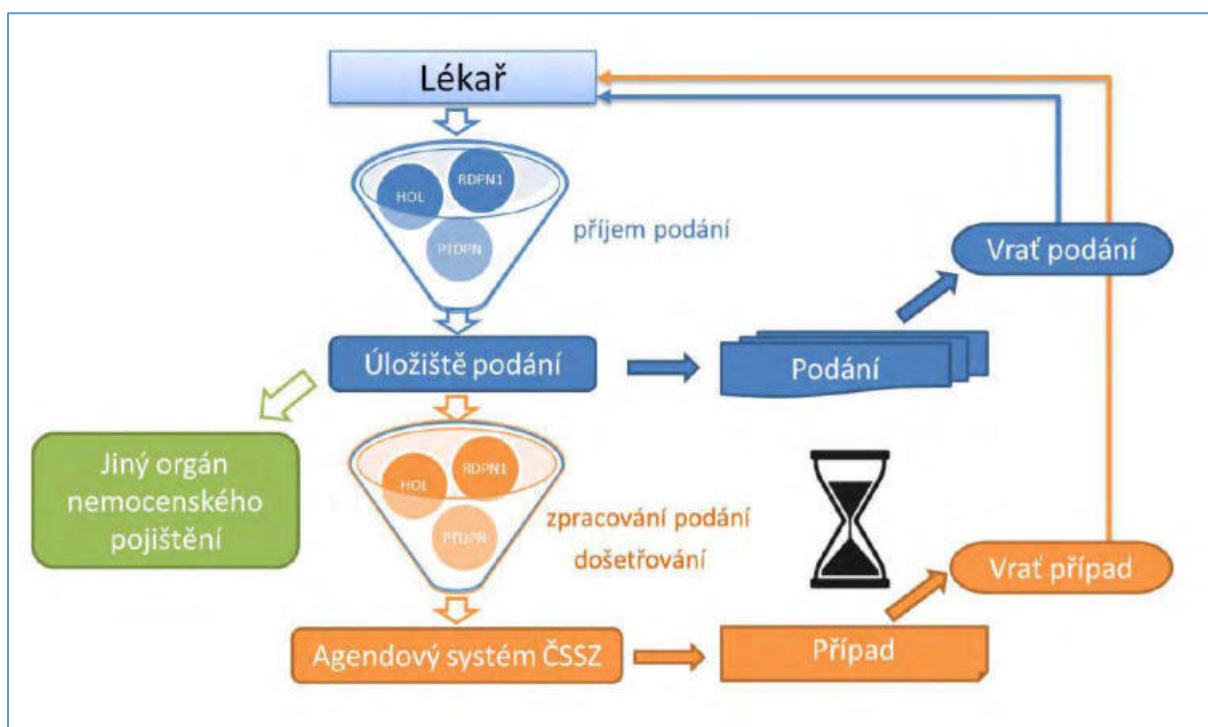 Lékař
HOL
RDPN1
PTDPN
příjem podání
Vrať podání
Úložiště podání
Podání
Jiný orgán
nemocenského
pojištění
HOL
RDPN1
PTDPN
zpracování podání
došetřování
Vrať případ
Agendový systém ČSSZ
Případ